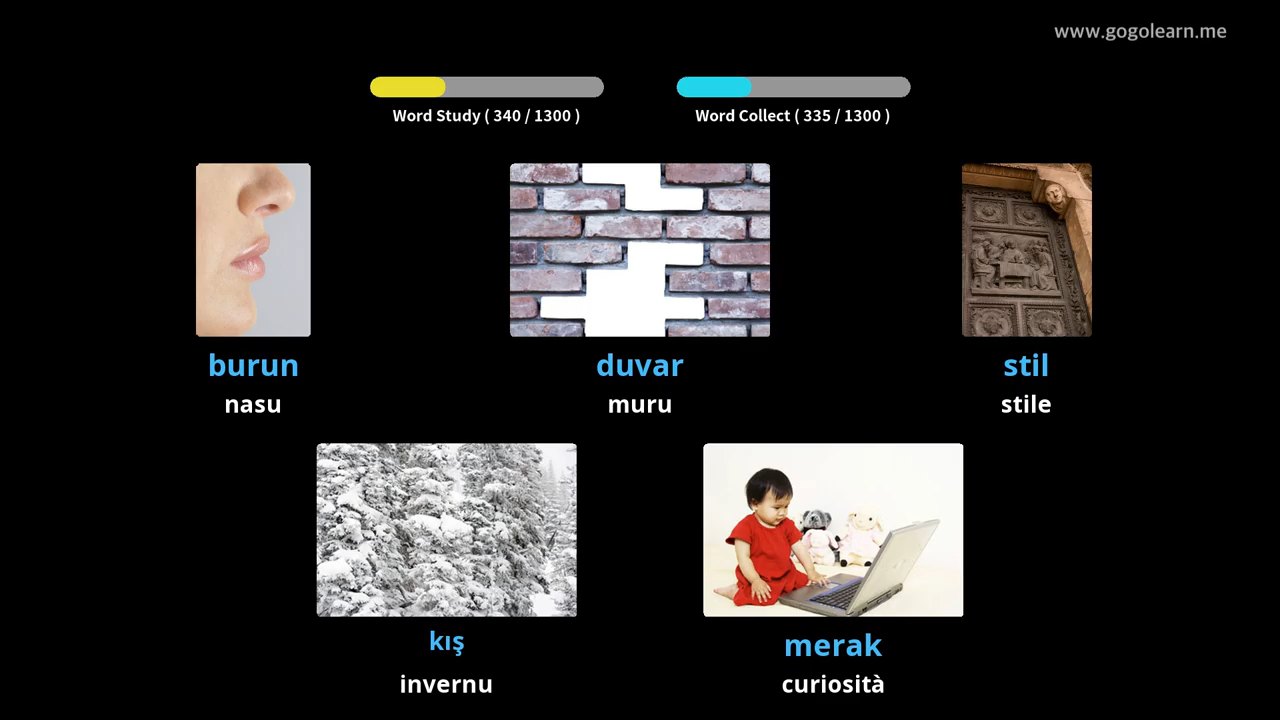 www.gogolearn.me
Word Study ( 340 / 1300 )
Word Collect ( 335 / 1300 )
burun
nasu
duvar
muru
stil
stile
kış
invernu
merak
curiosità